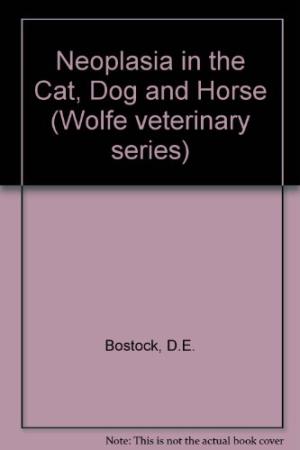 Neoplasia in the
Cat, Dog and Horse
(Wolfe veterinary
series)
Bostock, D.E.
Note: This is not the actual book cover